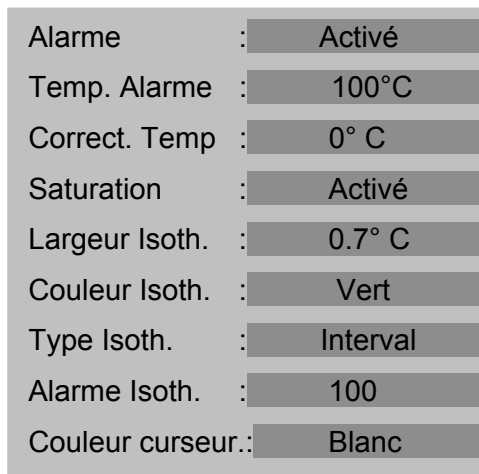 Alarme : Activé
Temp. Alarme : 100°C
Correct. Temp : 0° C
Saturation : Activé
Largeur Isoth. : 0.7° C
Couleur Isoth. : Vert
Type Isoth. : Interval
Alarme Isoth. : 100
Couleur curseur.: Blanc